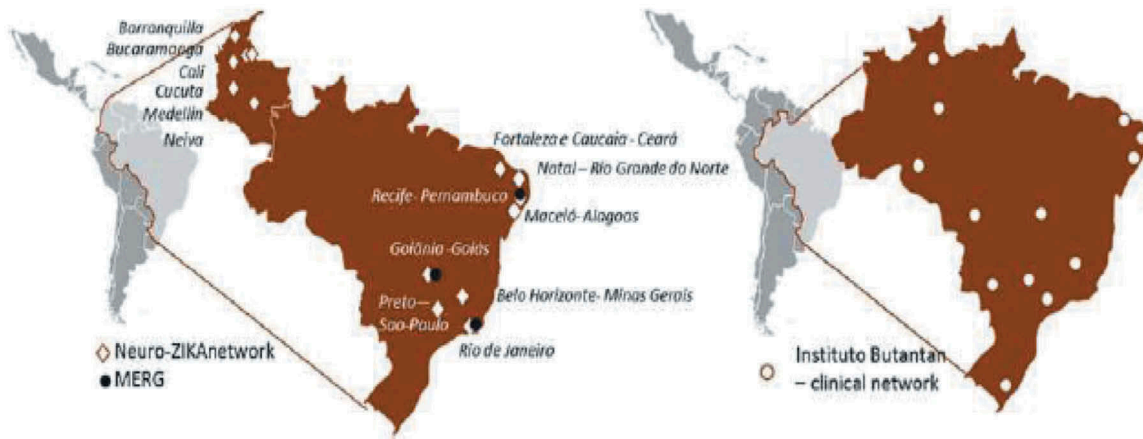 Barranquilla
Bucaramanga
Cali
Cucuta
Medellin
Neiva
Fortaleza e Caucaia - Ceará
Natal – Rio Grande do Norte
Recife- Pernambuco
Maceló- Alagoas
Goiânia -Goiás
Belo Horizonte- Minas Gerais
Preto—
Sao-Paulo
Rio de Janeiro
Neuro-ZIKAnetwork
MERG
Instituto Butantan
– clinical network